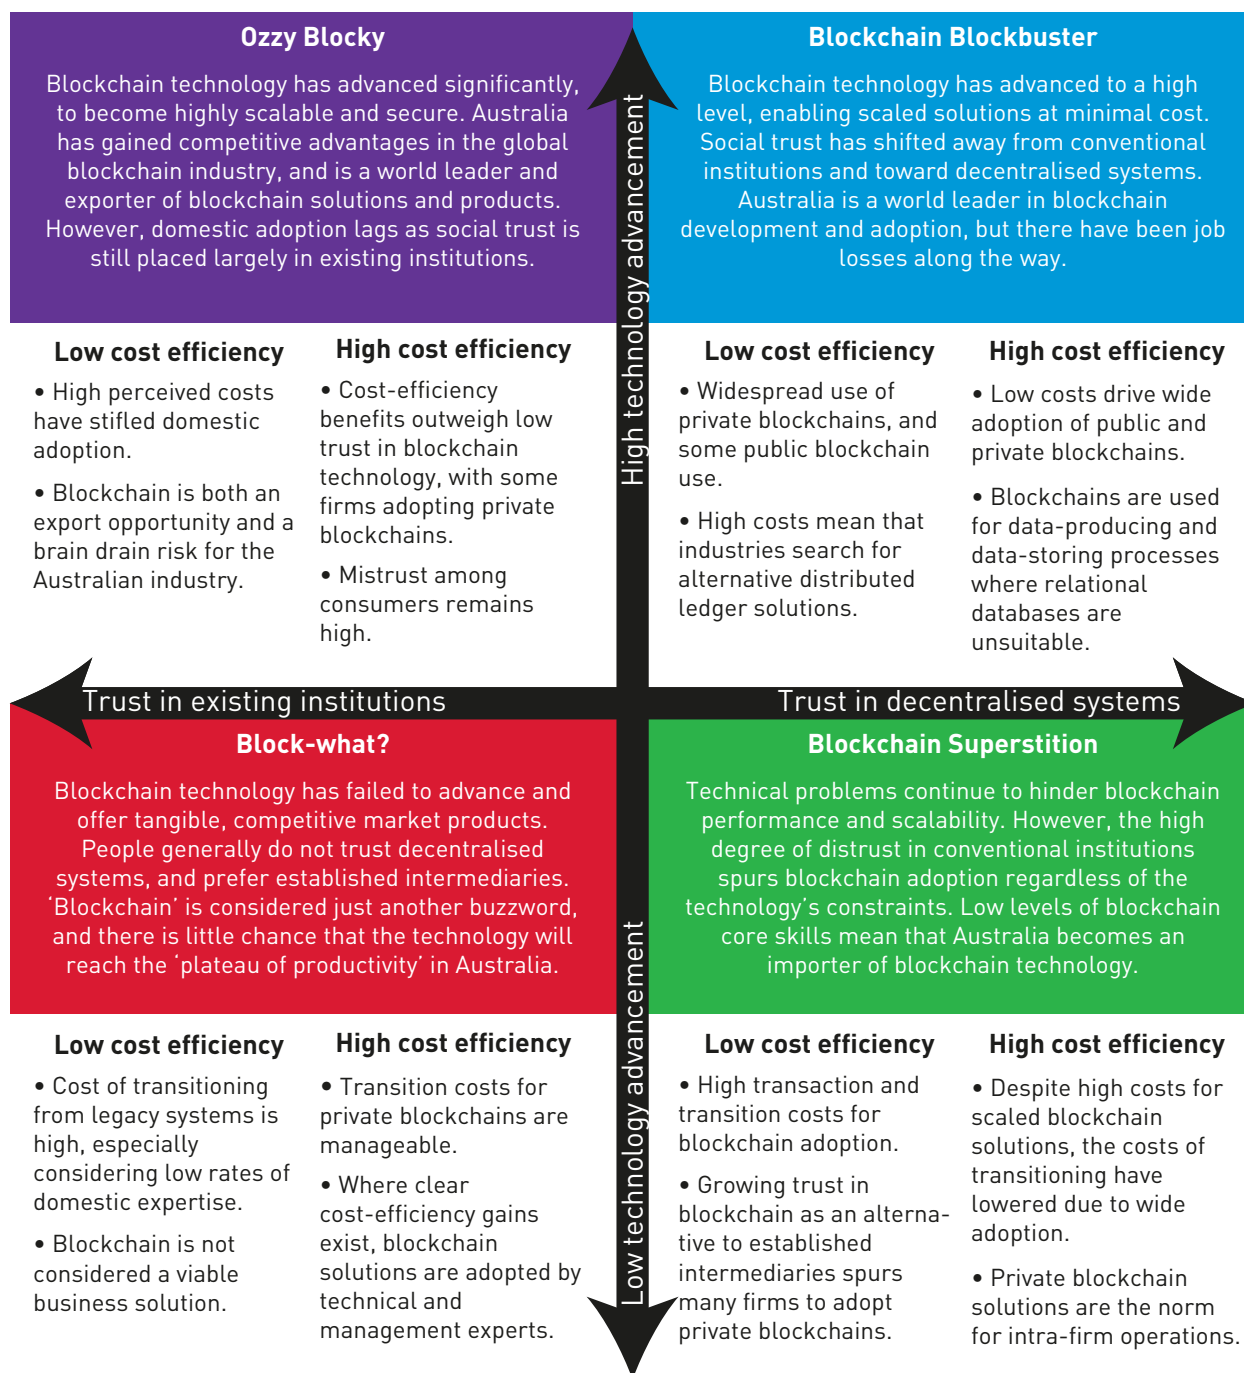 Ozzy Blocky
Blockchain technology has advanced significantly,
to become highly scalable and secure. Australia
has gained competitive advantages in the global
blockchain industry, and is a world leader and
exporter of blockchain solutions and products.
However, domestic adoption lags as social trust is
still placed largely in existing institutions.
Low cost efficiency
• High perceived costs
have stifled domestic
adoption.
• Blockchain is both an
export opportunity and a
brain drain risk for the
Australian industry.
High cost efficiency
• Cost-efficiency
benefits outweigh low
trust in blockchain
technology, with some
firms adopting private
blockchains.
• Mistrust among
consumers remains
high.
High technology advancement
Blockchain Blockbuster
Blockchain technology has advanced to a high
level, enabling scaled solutions at minimal cost.
Social trust has shifted away from conventional
institutions and toward decentralised systems.
Australia is a world leader in blockchain
development and adoption, but there have been job
losses along the way.
Low cost efficiency
• Widespread use of
private blockchains, and
some public blockchain
use.
• High costs mean that
industries search for
alternative distributed
ledger solutions.
High cost efficiency
• Low costs drive wide
adoption of public and
private blockchains.
• Blockchains are used
for data-producing and
data-storing processes
where relational
databases are
unsuitable.
Trust in existing institutions
Trust in decentralised systems
Block-what?
Blockchain technology has failed to advance and
offer tangible, competitive market products.
People generally do not trust decentralised
systems, and prefer established intermediaries.
‘Blockchain’ is considered just another buzzword,
and there is little chance that the technology will
reach the ‘plateau of productivity’ in Australia.
Low cost efficiency
• Cost of transitioning
from legacy systems is
high, especially
considering low rates of
domestic expertise.
• Blockchain is not
considered a viable
business solution.
High cost efficiency
• Transition costs for
private blockchains are
manageable.
• Where clear
cost-efficiency gains
exist, blockchain
solutions are adopted by
technical and
management experts.
Low technology advancement
Blockchain Superstition
Technical problems continue to hinder blockchain
performance and scalability. However, the high
degree of distrust in conventional institutions
spurs blockchain adoption regardless of the
technology’s constraints. Low levels of blockchain
core skills mean that Australia becomes an
importer of blockchain technology.
Low cost efficiency
• High transaction and
transition costs for
blockchain adoption.
• Growing trust in
blockchain as an alterna-
tive to established
intermediaries spurs
many firms to adopt
private blockchains.
High cost efficiency
• Despite high costs for
scaled blockchain
solutions, the costs of
transitioning have
lowered due to wide
adoption.
• Private blockchain
solutions are the norm
for intra-firm operations.